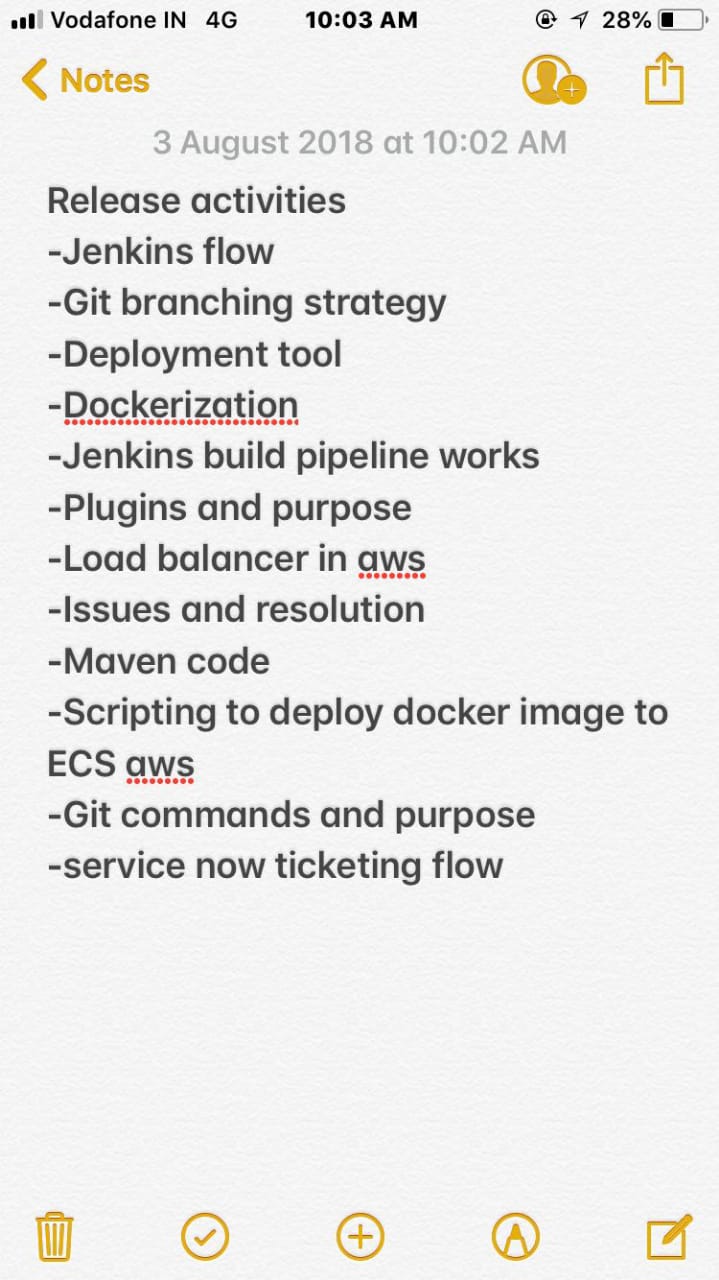 Vodafone IN 4G 10:03 AM 28%
Notes
3 August 2018 at 10:02 AM
Release activities
-Jenkins flow
-Git branching strategy
-Deployment tool
-Dockerization
-Jenkins build pipeline works
-Plugins and purpose
-Load balancer in aws
-Issues and resolution
-Maven code
-Scripting to deploy docker image to
ECS aws
-Git commands and purpose
-service now ticketing flow